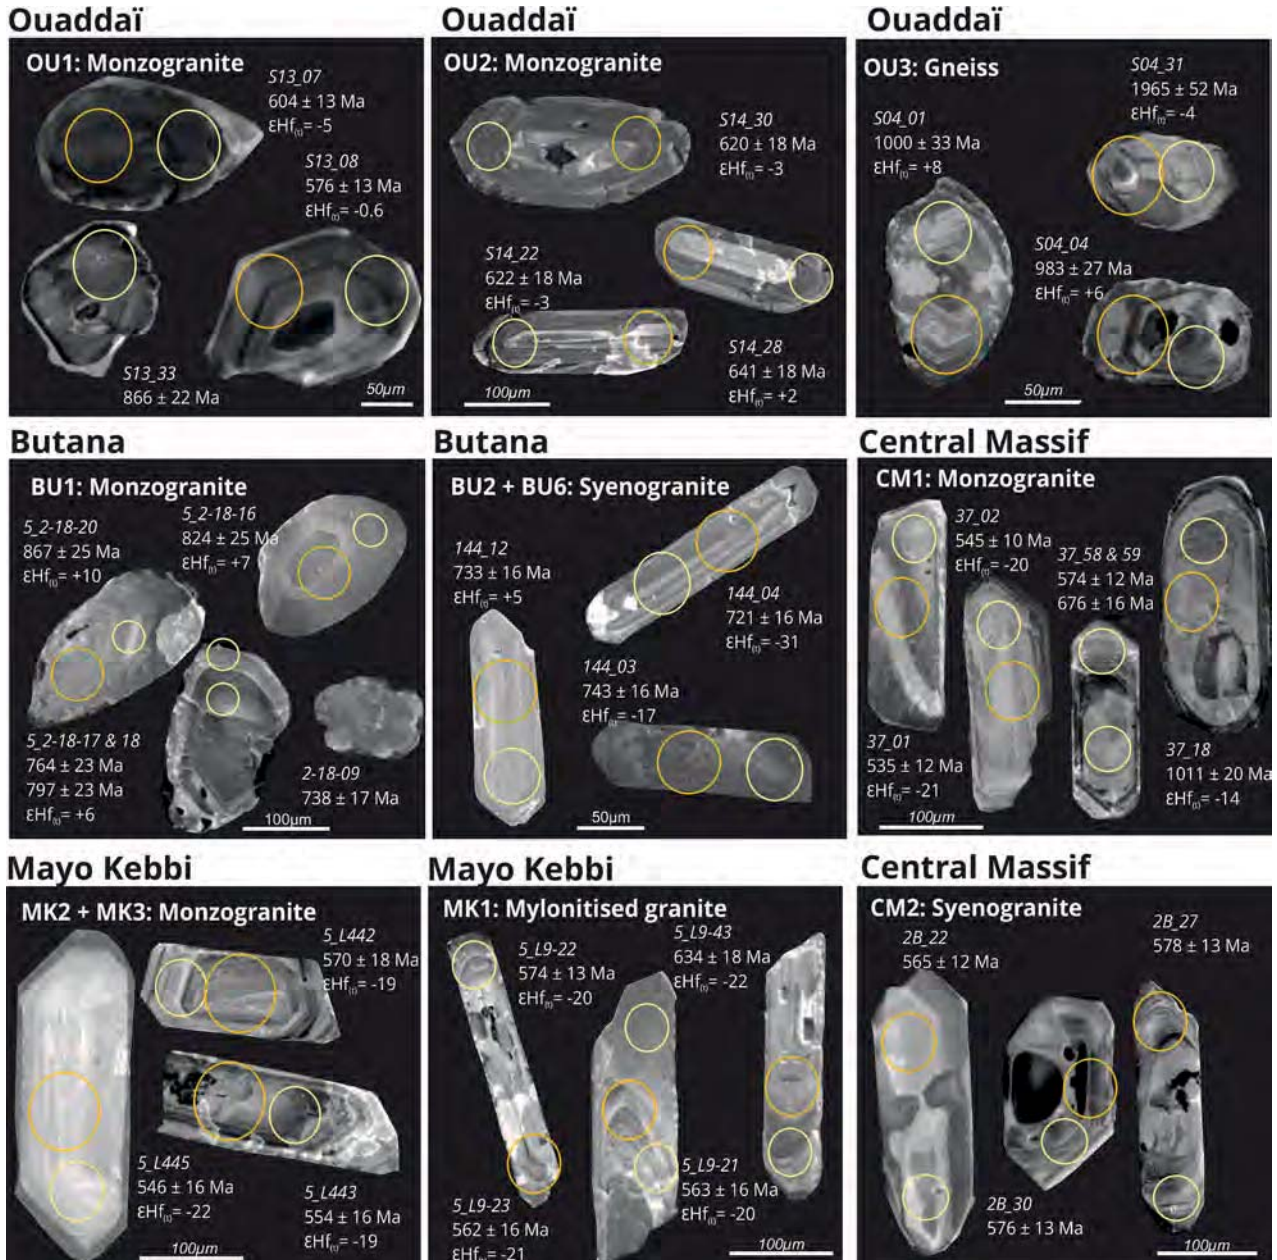 Ouaddaï
OU1: Monzogranite
S13_07
604 ± 13 Ma
εHf(t)= -5
S13_08
576 ± 13 Ma
εHf(t)= -0.6
S13_33
866 ± 22 Ma
50µm
Ouaddaï
OU2: Monzogranite
S14_30
620 ± 18 Ma
εHf(t)= -3
S14_22
622 ± 18 Ma
εHf(t)= -3
S14_28
641 ± 18 Ma
εHf(t)= +2
100µm
Ouaddaï
OU3: Gneiss
S04_31
1965 ± 52 Ma
εHf(t)= -4
S04_01
1000 ± 33 Ma
εHf(t)= +8
S04_04
983 ± 27 Ma
εHf(t)= +6
50µm
Butana
BU1: Monzogranite
5_2-18-20
867 ± 25 Ma
εHf(t)= +10
5_2-18-16
824 ± 25 Ma
εHf(t)= +7
5_2-18-17 & 18
764 ± 23 Ma
797 ± 23 Ma
εHf(t)= +6
2-18-09
738 ± 17 Ma
100µm
Butana
BU2 + BU6: Syenogranite
144_12
733 ± 16 Ma
εHf(t)= +5
144_04
721 ± 16 Ma
εHf(t)= -31
144_03
743 ± 16 Ma
εHf(t)= -17
50µm
Central Massif
CM1: Monzogranite
37_02
545 ± 10 Ma
εHf(t)= -20
37_58 & 59
574 ± 12 Ma
676 ± 16 Ma
37_01
535 ± 12 Ma
εHf(t)= -21
37_18
1011 ± 20 Ma
εHf(t)= -14
100µm
Mayo Kebbi
MK2 + MK3: Monzogranite
5_L442
570 ± 18 Ma
εHf(t)= -19
5_L445
546 ± 16 Ma
εHf(t)= -22
5_L443
554 ± 16 Ma
εHf(t)= -19
100µm
Mayo Kebbi
MK1: Mylonitised granite
5_L9-22
574 ± 13 Ma
εHf(t)= -20
5_L9-43
634 ± 18 Ma
εHf(t)= -22
5_L9-21
563 ± 16 Ma
εHf(t)= -20
5_L9-23
562 ± 16 Ma
εHf(t)= -21
100µm
Central Massif
CM2: Syenogranite
2B_22
565 ± 12 Ma
2B_27
578 ± 13 Ma
2B_30
576 ± 13 Ma
100µm